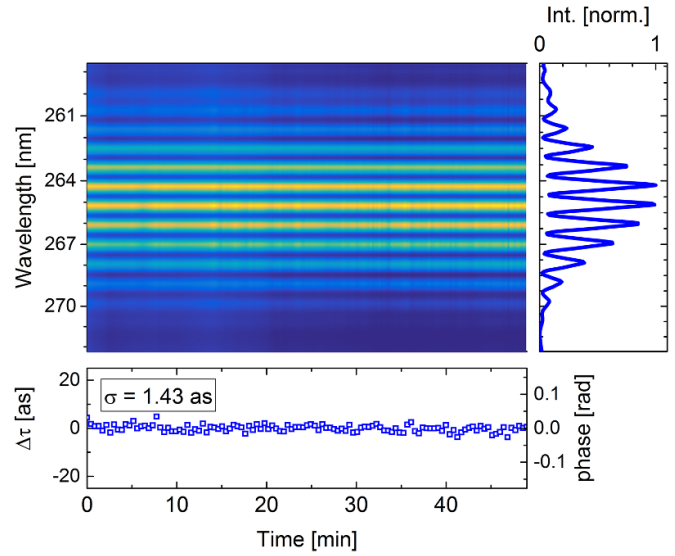 Int. [norm.]
0 1
261
264
267
270
Wavelength [nm]
20
0
-20
Δτ [as]
σ = 1.43 as
0.1
0.0
-0.1
phase [rad]
0 10 20 30 40
Time [min]